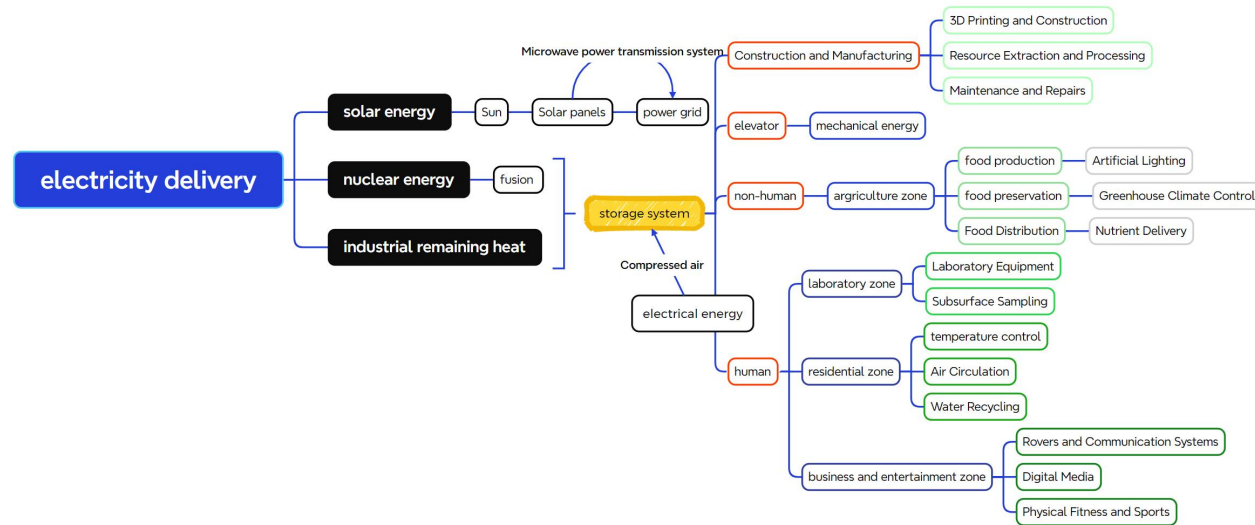 electricity delivery
solar energy
Sun
Solar panels
power grid
Microwave power transmission system
nuclear energy
fusion
industrial remaining heat
storage system
Compressed air
electrical energy
Construction and Manufacturing
3D Printing and Construction
Resource Extraction and Processing
Maintenance and Repairs
elevator
mechanical energy
non-human
argriculture zone
food production
Artificial Lighting
food preservation
Greenhouse Climate Control
Food Distribution
Nutrient Delivery
human
laboratory zone
Laboratory Equipment
Subsurface Sampling
residential zone
temperature control
Air Circulation
Water Recycling
business and entertainment zone
Rovers and Communication Systems
Digital Media
Physical Fitness and Sports